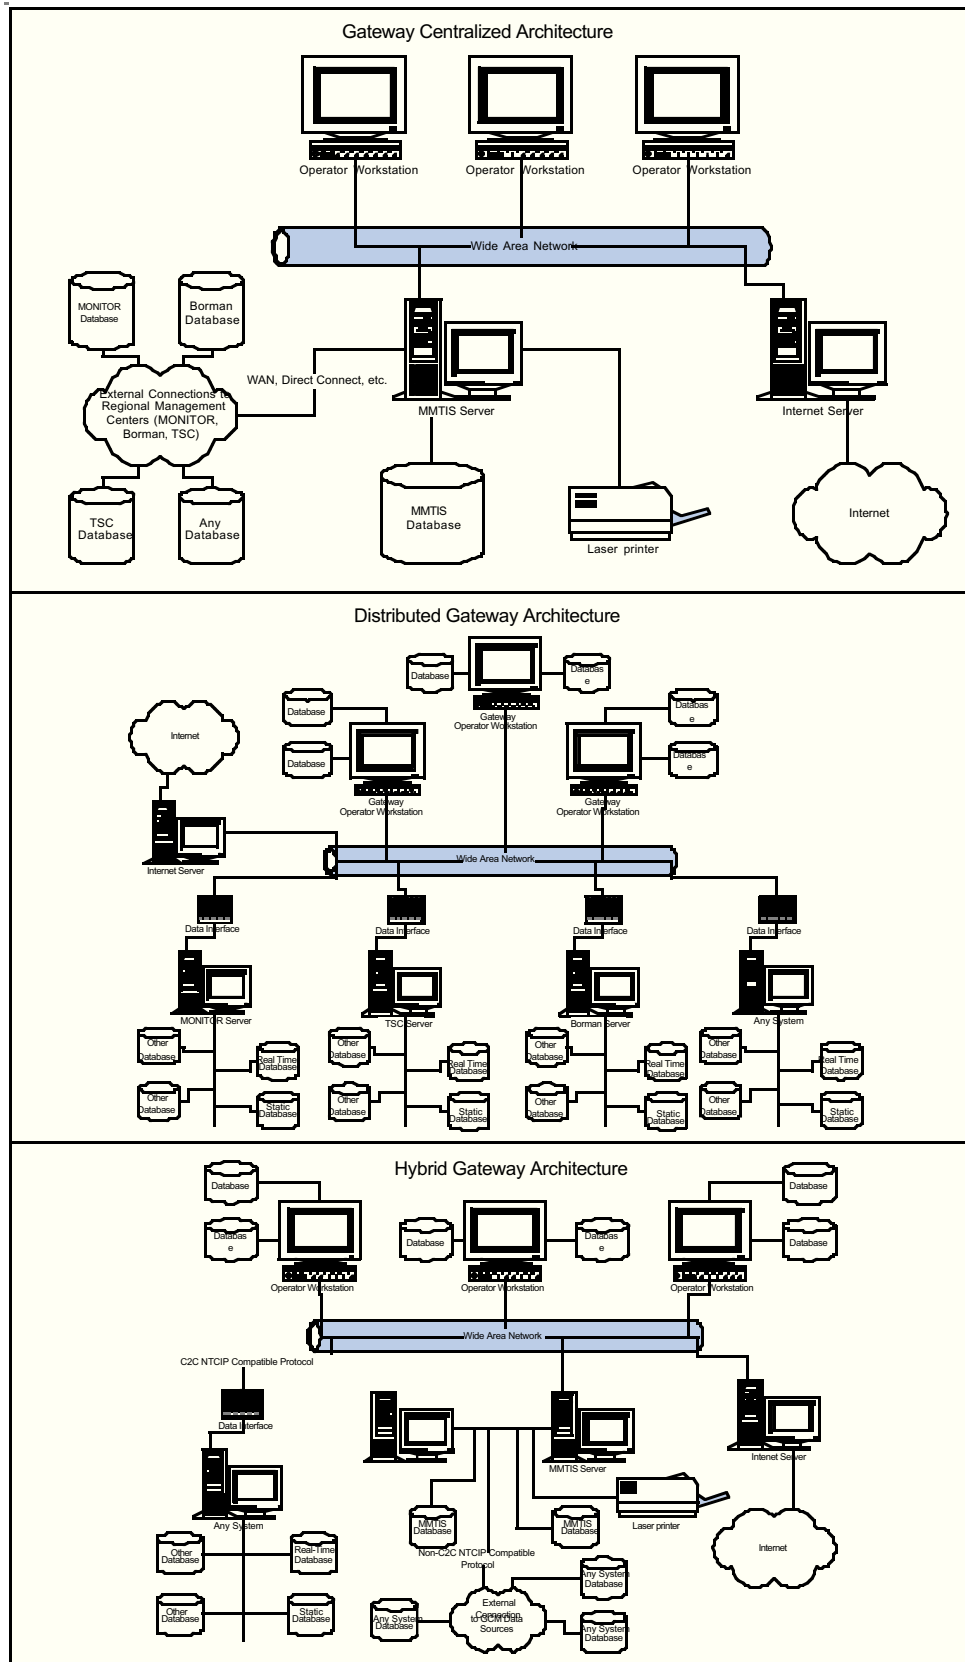 Gateway Centralized Architecture
Operator Workstation
Operator Workstation
Operator Workstation
Wide Area Network
MONITOR
Database
Borman
Database
WAN, Direct Connect, etc.
External Connections to
Regional Management
Centers (MONITOR,
Borman, TSC)
MMTIS Server
Internet Server
TSC
Database
Any
Database
MMTIS
Database
Laser printer
Internet
Distributed Gateway Architecture
Database
Databas
e
Gateway
Operator Workstation
Database
Databas
e
Internet
Database
Databas
e
Gateway
Operator Workstation
Gateway
Operator Workstation
Wide Area Network
Internet Server
Data Interface
Data Interface
Data Interface
Data Interface
MONITOR Server
TSC Server
Borman Server
Any System
Other
Database
Real Time
Database
Other
Database
Real Time
Database
Other
Database
Real Time
Database
Other
Database
Real Time
Database
Other
Database
Static
Database
Other
Database
Static
Database
Other
Database
Static
Database
Other
Database
Static
Database
Hybrid Gateway Architecture
Database
Database
Databas
e
Database
Databas
e
Database
Operator Workstation
Operator Workstation
Operator Workstation
Wide Area Network
C2C NTCIP Compatible Protocol
Data Interface
MMTIS Server
Intenet Server
Any System
MMTIS
Database
MMTIS
Database
Laser printer
Other
Database
Real-Time
Database
Non-C2C NTCIP Compatible
Protocol
Internet
Any System
Database
Other
Database
Static
Database
Any System
Database
External
Connection
to GCM Data
Sources
Any System
Database